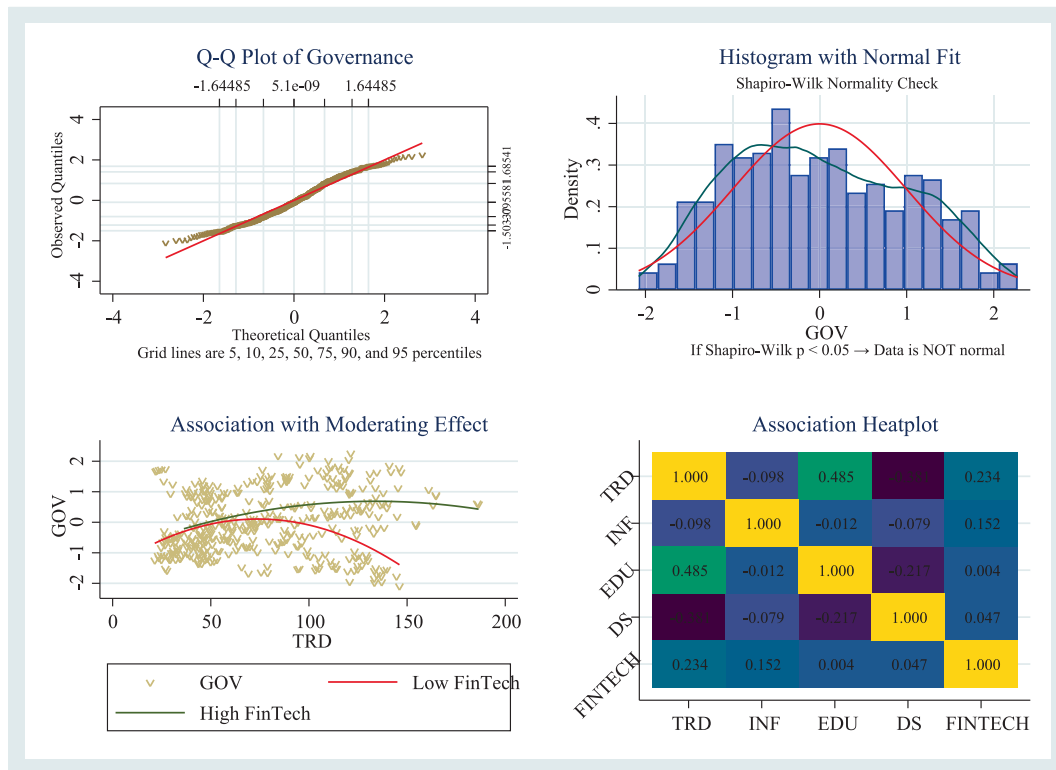 Q-Q Plot of Governance
-1.64485 5.1e-09 1.64485
Observed Quantiles
4
2
0
-2
-4
-4 -2 0 2 4
Theoretical Quantiles
Grid lines are 5, 10, 25, 50, 75, 90, and 95 percentiles
Histogram with Normal Fit
Shapiro-Wilk Normality Check
Density
.4
.3
.2
.1
0
-2 -1 0 1 2
GOV
If Shapiro-Wilk p < 0.05 → Data is NOT normal
Association with Moderating Effect
GOV
2
1
0
-1
-2
0 50 100 150 200
TRD
GOV Low FinTech
High FinTech
Association Heatplot
TRD 1.000 -0.098 0.485 0.234
INF -0.098 1.000 -0.012 -0.079 0.152
EDU 0.485 -0.012 1.000 -0.217 0.004
DS -0.079 -0.217 1.000 0.047
FINTECH 0.234 0.152 0.004 0.047 1.000
TRD INF EDU DS FINTECH